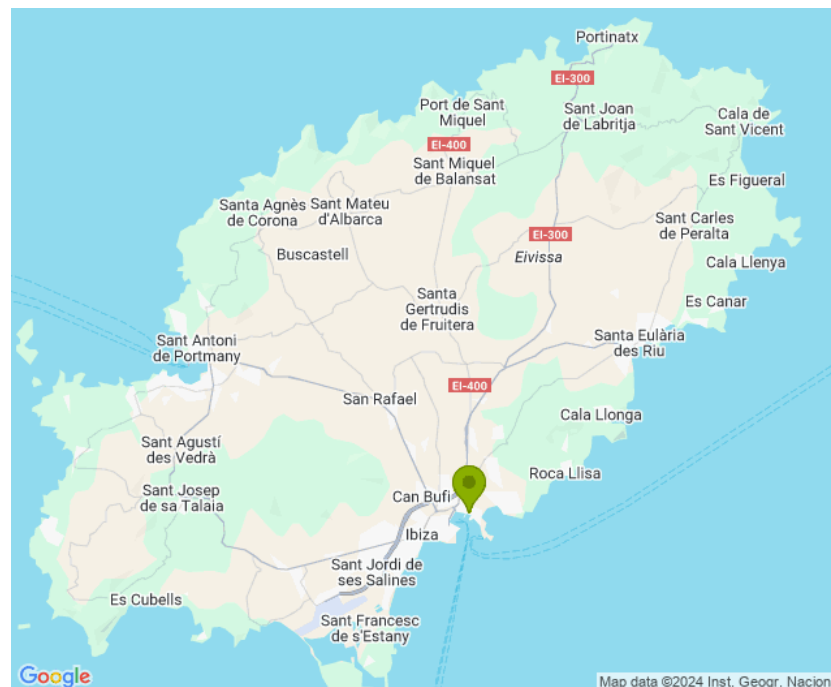 Portinatx
EI-300
Port de Sant
Miquel
Sant Joan
de Labritja
Cala de
Sant Vicent
EI-400
Sant Miquel
de Balansat
Es Figueral
Santa Agnès
de Corona
Sant Mateu
d'Albarca
Sant Carles
de Peralta
EI-300
Buscastell
Eivissa
Cala Llenya
Santa
Gertrudis
de Fruitera
Es Canar
Sant Antoni
de Portmany
Santa Eulària
des Riu
EI-400
San Rafael
Cala Llonga
Sant Agustí
des Vedrà
Roca Llisa
Sant Josep
de sa Talaia
Can Bufi
Ibiza
Sant Jordi de
ses Salines
Es Cubells
Sant Francesc
de s'Estany
Google
Map data ©2024 Inst. Geogr. Nacion